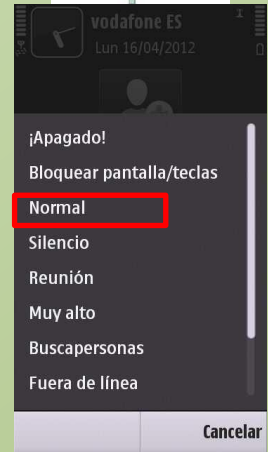 vodafone ES
Lun 16/04/2012
¡Apagado!
Bloquear pantalla/teclas
Normal
Silencio
Reunión
Muy alto
Buscapersonas
Fuera de línea
Cancelar